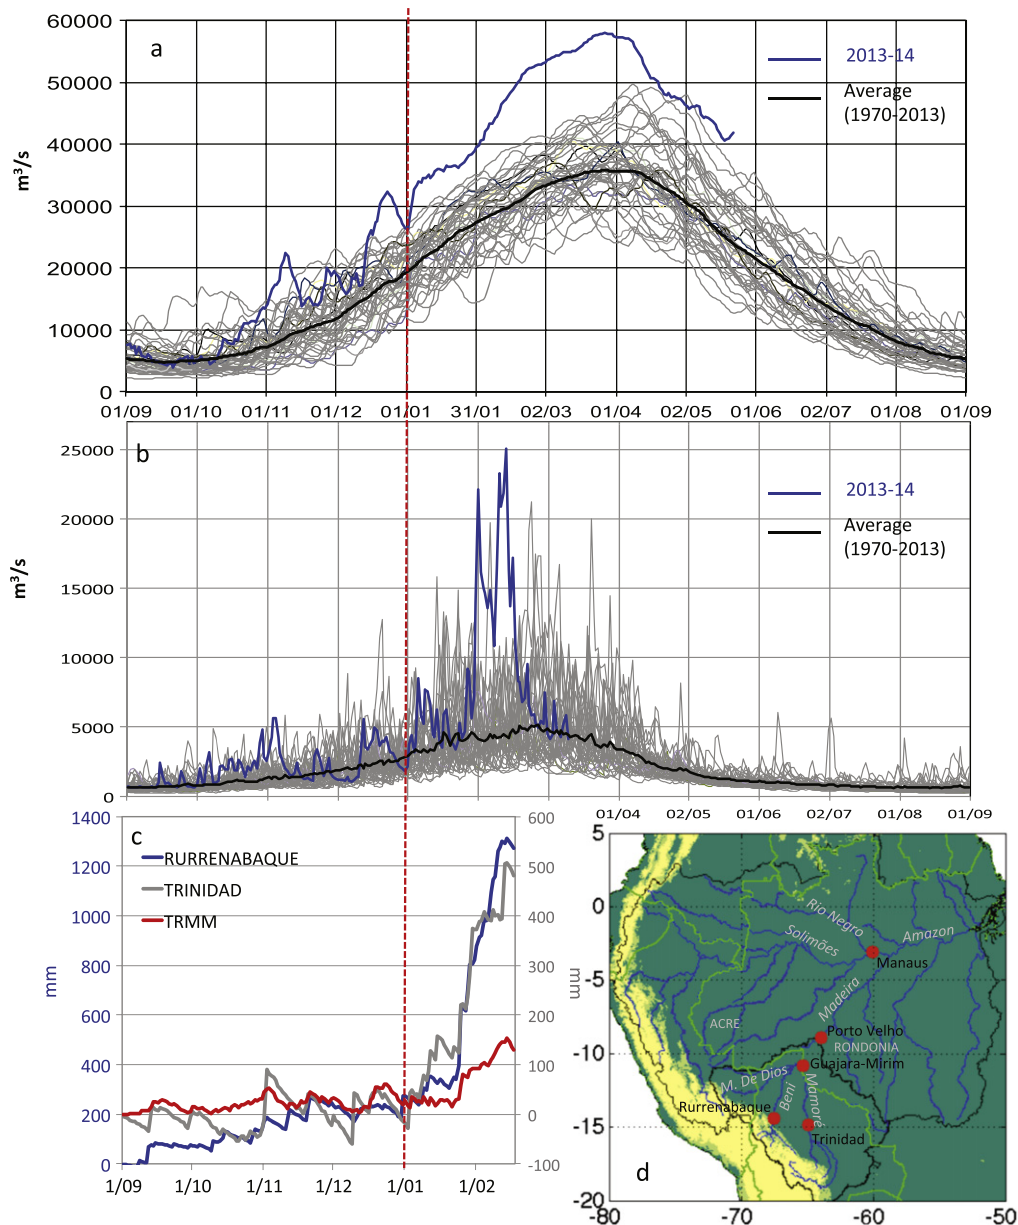 a
60000
50000
40000
30000
20000
10000
0
m³/s
2013-14
Average
(1970-2013)
01/09 01/10 01/11 01/12 01/01 31/01 02/03 01/04 02/05 01/06 02/07 01/08 01/09
b
25000
20000
15000
10000
5000
0
m³/s
2013-14
Average
(1970-2013)
01/04 02/05 01/06 02/07 01/08 01/09
c
1400
1200
1000
800
600
400
200
0
mm
RURRENABAQUE
TRINIDAD
TRMM
600
500
400
300
200
100
0
-100
mm
1/09 1/10 1/11 1/12 1/01 1/02
5
0
-5
-10
-15
-20
Rio Negro
Solimões
Amazon
Manaus
Madeira
ACRE
Porto Velho
RONDONIA
Guajara-Mirim
M. De Dios
Beni
Mamoré
Rurrenabaque
Trinidad
d
-80 -70 -60 -50